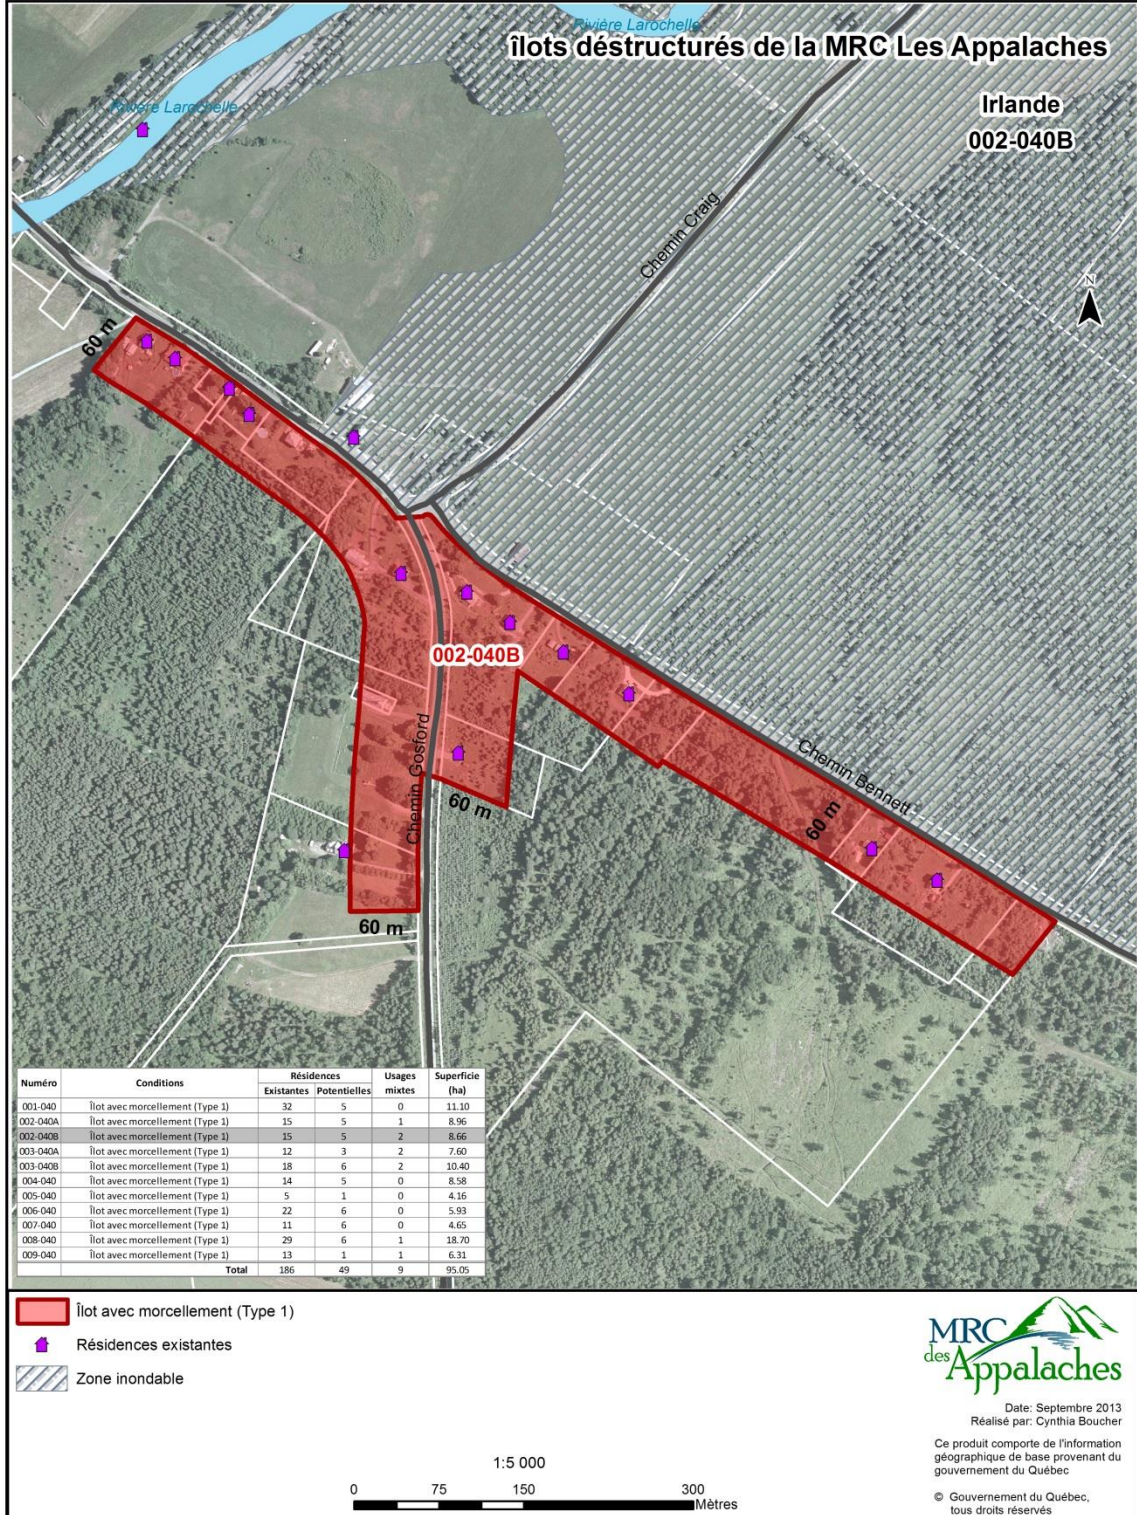 Rivière Larochelle
îlots déstructurés de la MRC Les Appalaches
Irlande
002-040B
Rivière Larochelle
Chemin Craig
N
60 m
002-040B
Chemin Gosford
Chemin Bennett
60 m
60 m
60 m
Numéro Conditions Résidences Usages mixtes Superficie (ha)
Existantes Potentielles
001-040 Îlot avec morcellement (Type 1) 32 5 0 11.10
002-040A Îlot avec morcellement (Type 1) 15 5 1 8.96
002-040B Îlot avec morcellement (Type 1) 15 5 2 8.66
003-040A Îlot avec morcellement (Type 1) 12 3 2 7.60
003-040B Îlot avec morcellement (Type 1) 18 6 2 10.40
004-040 Îlot avec morcellement (Type 1) 14 5 0 8.58
005-040 Îlot avec morcellement (Type 1) 5 1 0 4.16
006-040 Îlot avec morcellement (Type 1) 22 6 0 5.93
007-040 Îlot avec morcellement (Type 1) 11 6 0 4.65
008-040 Îlot avec morcellement (Type 1) 29 6 1 18.70
009-040 Îlot avec morcellement (Type 1) 13 1 1 6.31
Total 186 49 9 95.05
Îlot avec morcellement (Type 1)
Résidences existantes
Zone inondable
MRC
des Appalaches
Date: Septembre 2013
Réalisé par: Cynthia Boucher
Ce produit comporte de l'information
géographique de base provenant du
gouvernement du Québec
© Gouvernement du Québec,
tous droits réservés
1:5 000
0 75 150 300
Mètres